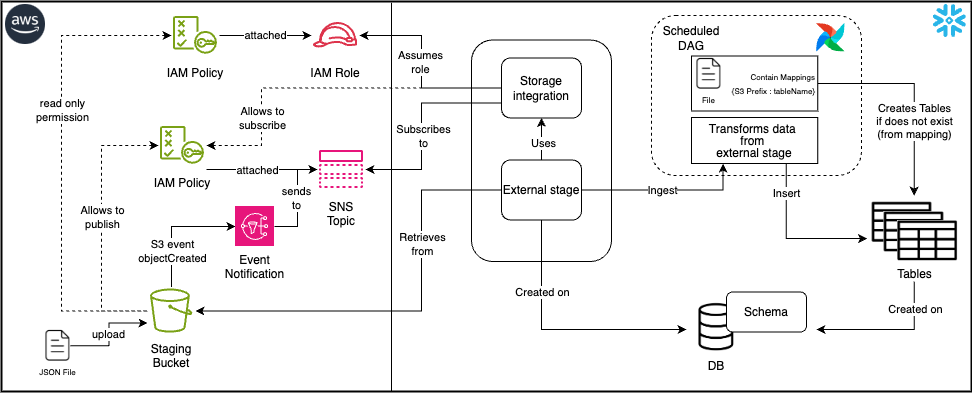 aws
IAM Policy
attached
IAM Role
read only
permission
Assumes
role
Allows to
subscribe
IAM Policy
attached
Subscribes
to
SNS
Topic
sends
to
Allows to
publish
S3 event
objectCreated
Event
Notification
Retrieves
from
upload
JSON File
Staging
Bucket
Storage
integration
Uses
External stage
Created on
Ingest
Scheduled
DAG
File
Contain Mappings
{S3 Prefix : tableName}
Transforms data
from
external stage
Insert
Creates Tables
if does not exist
(from mapping)
Tables
Created on
Schema
DB